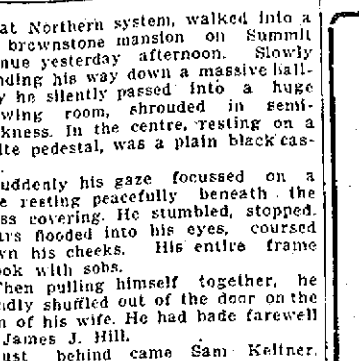 at Northern system, walked into a
brownstone mansion on Summit
nue yesterday afternoon. Slowly
nding his way down a massive hall-
y he silently passed into a huge
wing room, shrouded in semi-
kness. In the centre, resting on a
ite pedestal, was a plain black cas-
.
uddenly his gaze focussed on a
e resting peacefully beneath the
ss covering. He stumbled, stopped.
ars flooded into his eyes, coursed
wn his cheeks. His entire frame
ook with sobs.
hen pulling himself together, he
dly shuffled out of the door on the
m of his wife. He had bade farewell
James J. Hill.
ust behind came Sam Keltner,